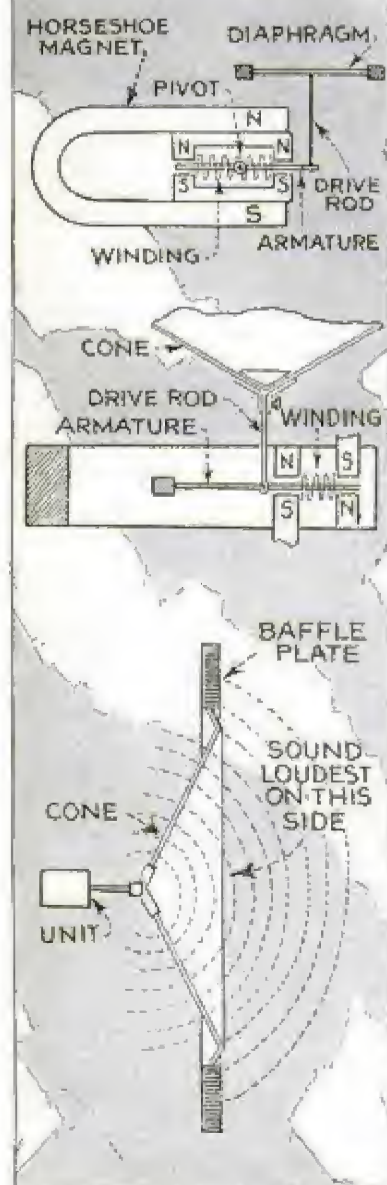 HORSESHOE
MAGNET
DIAPHRAGM
PIVOT
N
N
N
S
S
S
DRIVE
ROD
WINDING
ARMATURE
CONE
DRIVE ROD
ARMATURE
WINDING
N
S
S
N
BAFFLE
PLATE
SOUND
LOUDEST
ON THIS
SIDE
CONE
UNIT